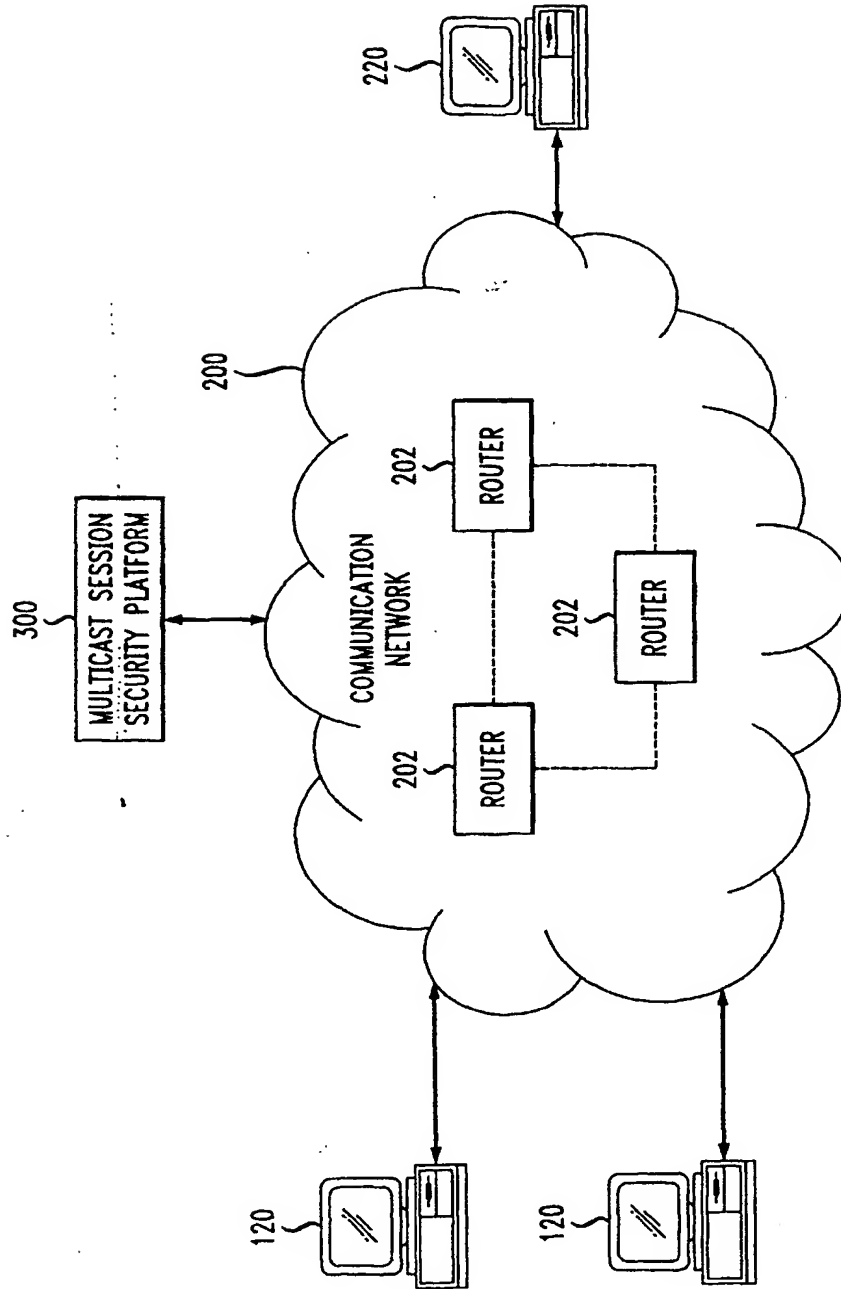 300
MULTICAST SESSION
SECURITY PLATFORM
200
COMMUNICATION
NETWORK
202
ROUTER
202
ROUTER
202
ROUTER
120
120
220